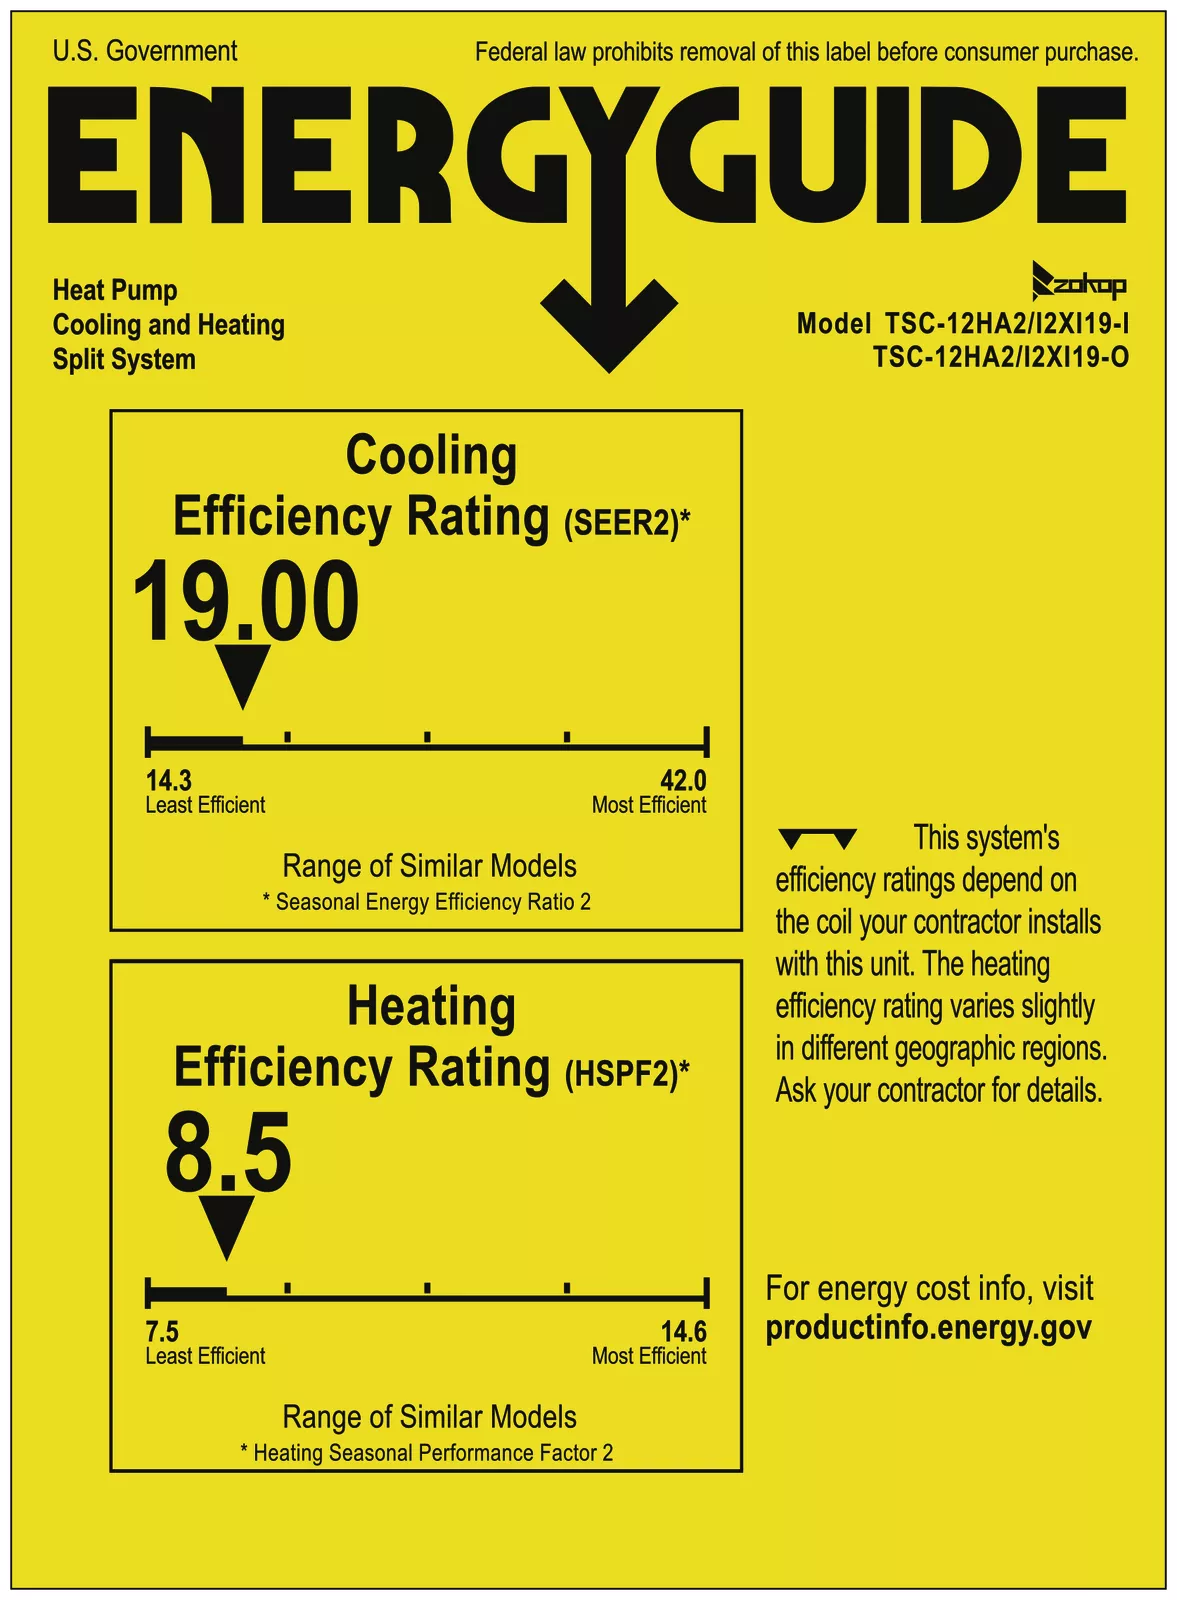 U.S. Government
Federal law prohibits removal of this label before consumer purchase.
ENERGYGUIDE
Heat Pump
Cooling and Heating
Split System
zokop
Model TSC-12HA2/I2XI19-I
TSC-12HA2/I2XI19-O
Cooling
Efficiency Rating (SEER2)*
19.00
14.3
42.0
Least Efficient
Most Efficient
Range of Similar Models
* Seasonal Energy Efficiency Ratio 2
This system's
efficiency ratings depend on
the coil your contractor installs
with this unit. The heating
efficiency rating varies slightly
in different geographic regions.
Ask your contractor for details.
Heating
Efficiency Rating (HSPF2)*
8.5
7.5
14.6
Least Efficient
Most Efficient
Range of Similar Models
* Heating Seasonal Performance Factor 2
For energy cost info, visit
productinfo.energy.gov